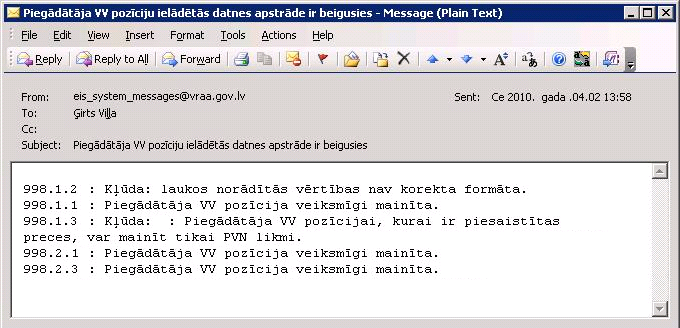 Piegādātāja VV pozīciju ielādētās datnes apstrāde ir beigusies - Message (Plain Text)
File Edit View Insert Format Tools Actions Help
Reply Reply to All Forward
From: eis_system_messages@vraa.gov.lv Sent: Ce 2010. gada .04.02 13:58
To: Ģirts Viļļa
Cc:
Subject: Piegādātāja VV pozīciju ielādētās datnes apstrāde ir beigusies
998.1.2 : Kļūda: laukos norādītās vērtības nav korekta formāta.
998.1.1 : Piegādātāja VV pozīcija veiksmīgi mainīta.
998.1.3 : Kļūda:  : Piegādātāja VV pozīcijai, kurai ir piesaistītas
preces, var mainīt tikai PVN likmi.
998.2.1 : Piegādātāja VV pozīcija veiksmīgi mainīta.
998.2.3 : Piegādātāja VV pozīcija veiksmīgi mainīta.